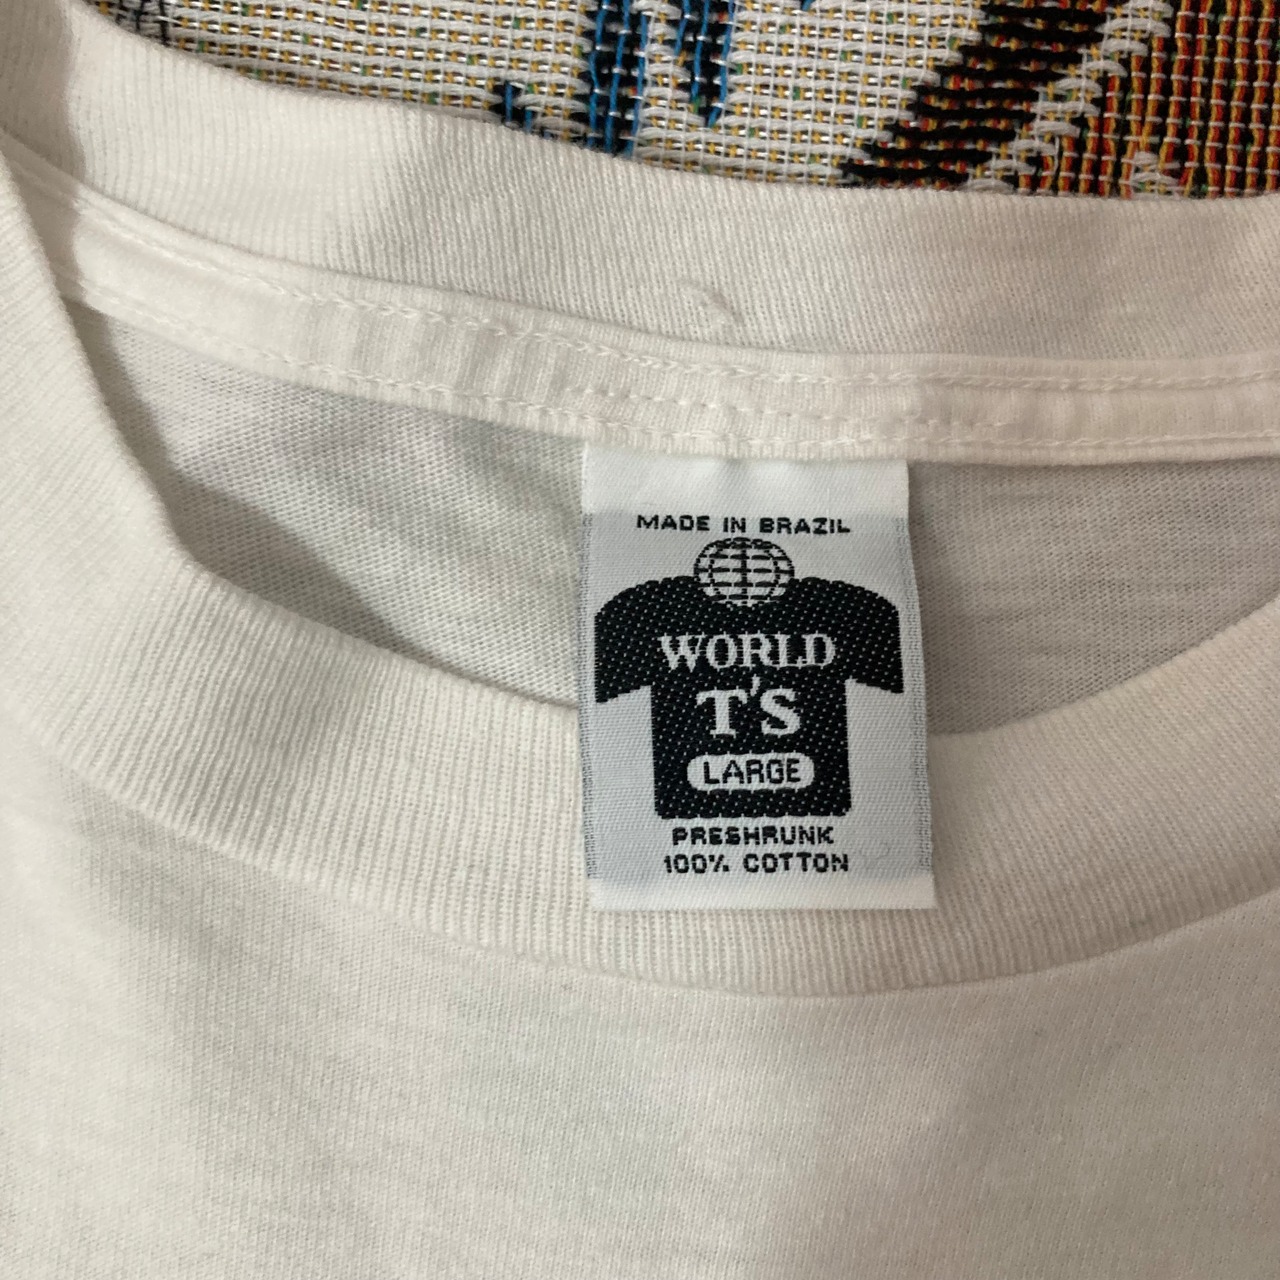 MADE IN BRAZIL
WORLD
T'S
LARGE
PRESHRUNK
100% COTTON